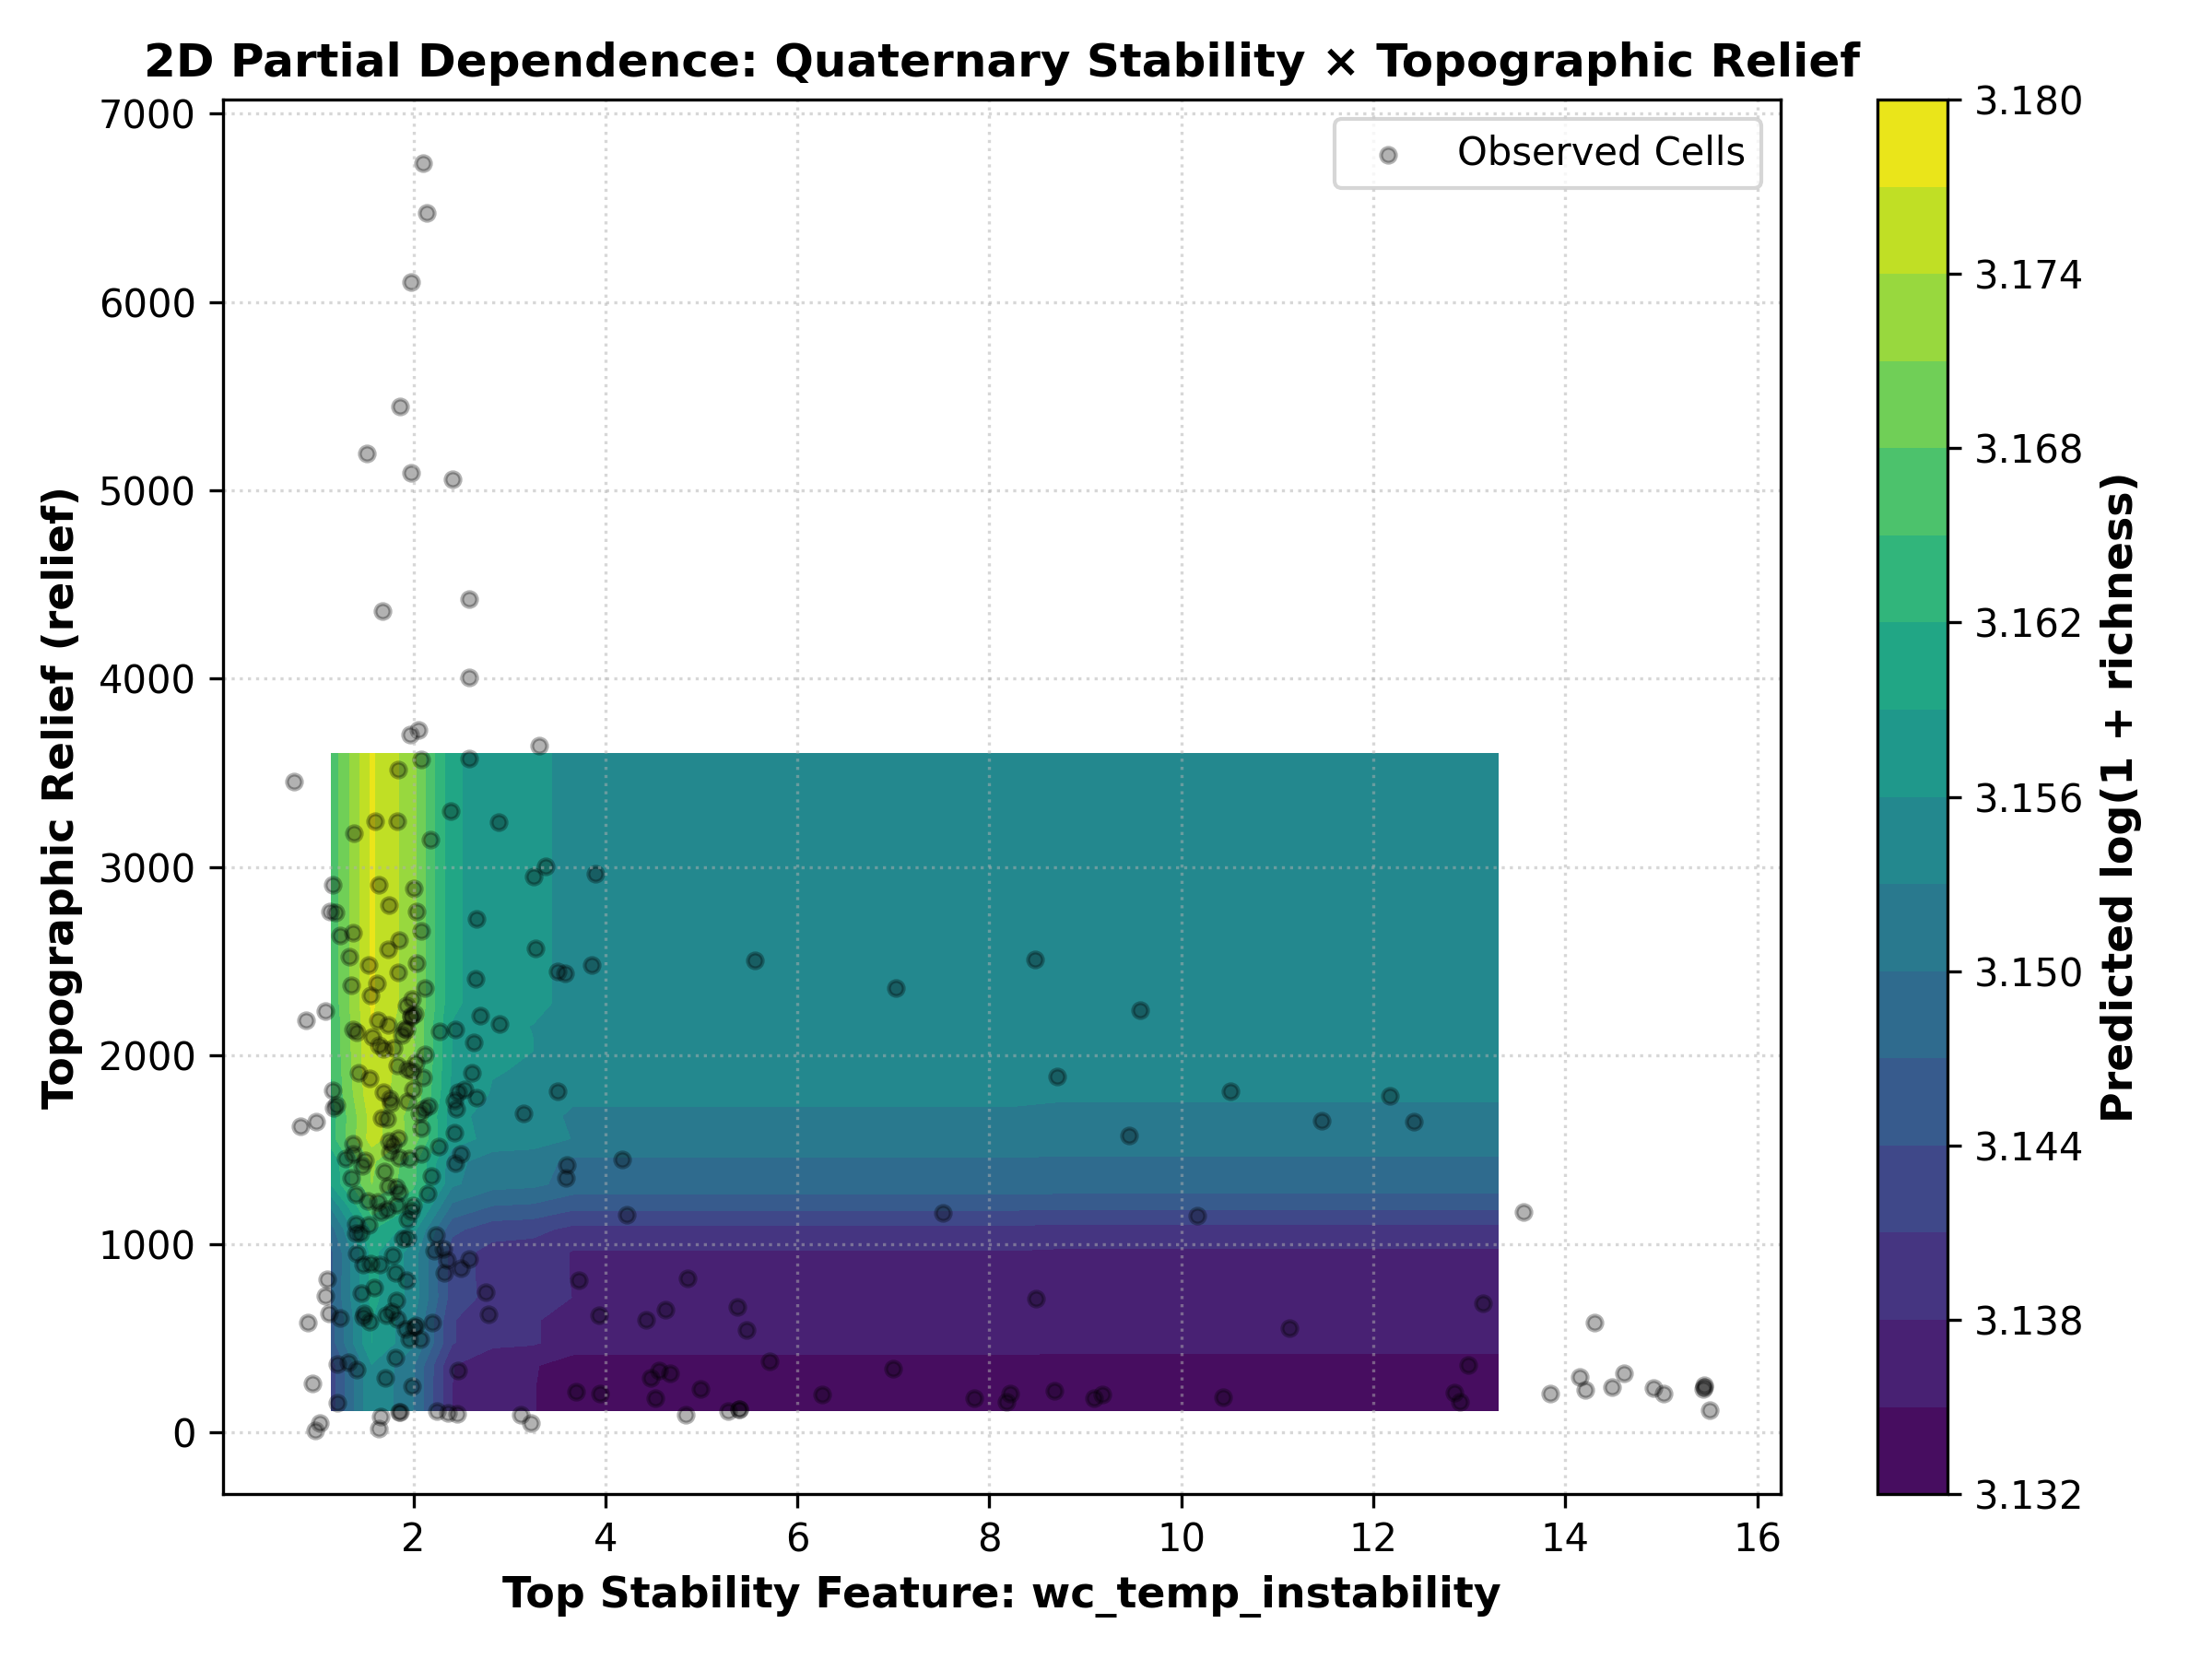 2D Partial Dependence: Quaternary Stability × Topographic Relief
Observed Cells
Topographic Relief (relief)
7000
6000
5000
4000
3000
2000
1000
0
2 4 6 8 10 12 14 16
Top Stability Feature: wc_temp_instability
3.180
3.174
3.168
3.162
3.156
3.150
3.144
3.138
3.132
Predicted log(1 + richness)